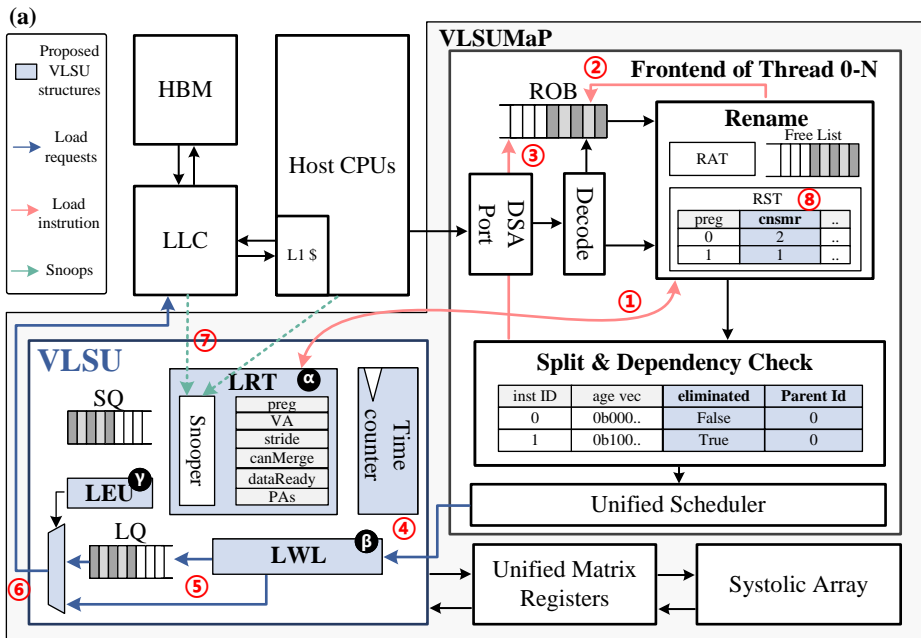 (a)
Proposed
VLSU
structures
Load
requests
Load
instrution
Snoops
HBM
LLC
Host CPUs
L1 $
VLSUMaP
Frontend of Thread 0-N
②
ROB
③
DSA
Port
Decode
Rename
Free List
RAT
RST
⑧
preg cnsmr ..
0 2 ..
1 1 ..
①
Split & Dependency Check
inst ID age vec eliminated Parent Id
0 0b000.. False 0
1 0b100.. True 0
Unified Scheduler
⑦
VLSU
SQ
LRT
α
Snooper
preg
VA
stride
canMerge
dataReady
PAs
Time
counter
LEU
γ
④
LQ
LWL
β
⑤
⑥
Unified Matrix
Registers
Systolic Array